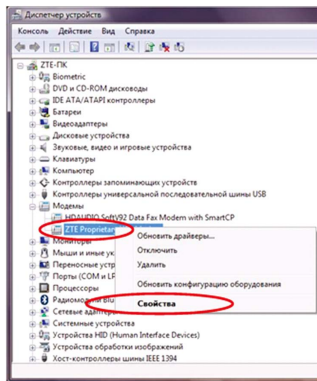 Диспетчер устройств
Консоль Действие Вид Справка
ZTE-ПК
Biometric
DVD и CD-ROM дисководы
IDE ATA/ATAPI контроллеры
Батареи
Видеоадаптеры
Дисковые устройства
Звуковые, видео и игровые устройства
Клавиатуры
Компьютер
Контроллеры запоминающих устройств
Контроллеры универсальной последовательной шины USB
Модемы
HDAUDIO SoftV92 Data Fax Modem with SmartCP
ZTE Proprietar
Обновить драйверы...
Отключить
Удалить
Обновить конфигурацию оборудования
Свойства
Мониторы
Мыши и иные ук
Переносные устр
Порты (COM и LP
Процессоры
Радиомодули Blu
Сетевые адаптеры
Системные устройства
Устройства HID (Human Interface Devices)
Устройства обработки изображений
Хост-контроллеры шины IEEE 1394